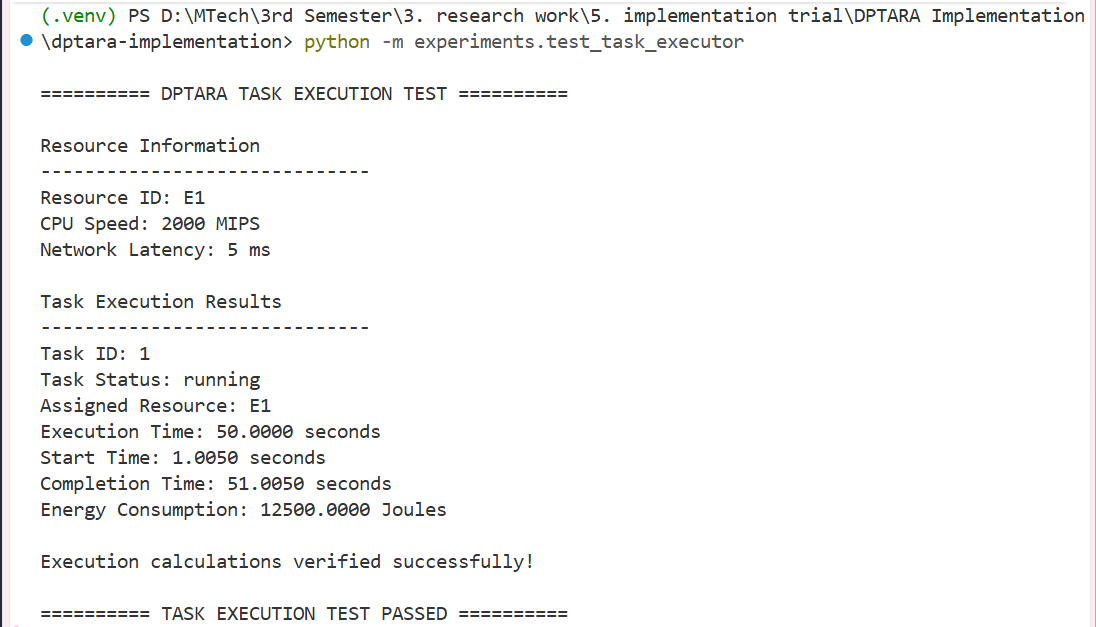 (.venv) PS D:\MTech\3rd Semester\3. research work\5. implementation trial\DPTARA Implementation
\dptara-implementation> python -m experiments.test_task_executor
========== DPTARA TASK EXECUTION TEST ==========
Resource Information
------------------------------
Resource ID: E1
CPU Speed: 2000 MIPS
Network Latency: 5 ms
Task Execution Results
------------------------------
Task ID: 1
Task Status: running
Assigned Resource: E1
Execution Time: 50.0000 seconds
Start Time: 1.0050 seconds
Completion Time: 51.0050 seconds
Energy Consumption: 12500.0000 Joules
Execution calculations verified successfully!
========== TASK EXECUTION TEST PASSED ==========